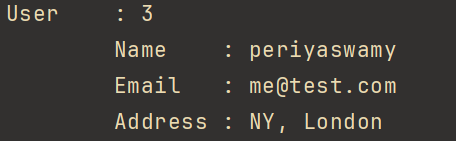 User    : 3
        Name    : periyaswamy
        Email   : me@test.com
        Address : NY, London